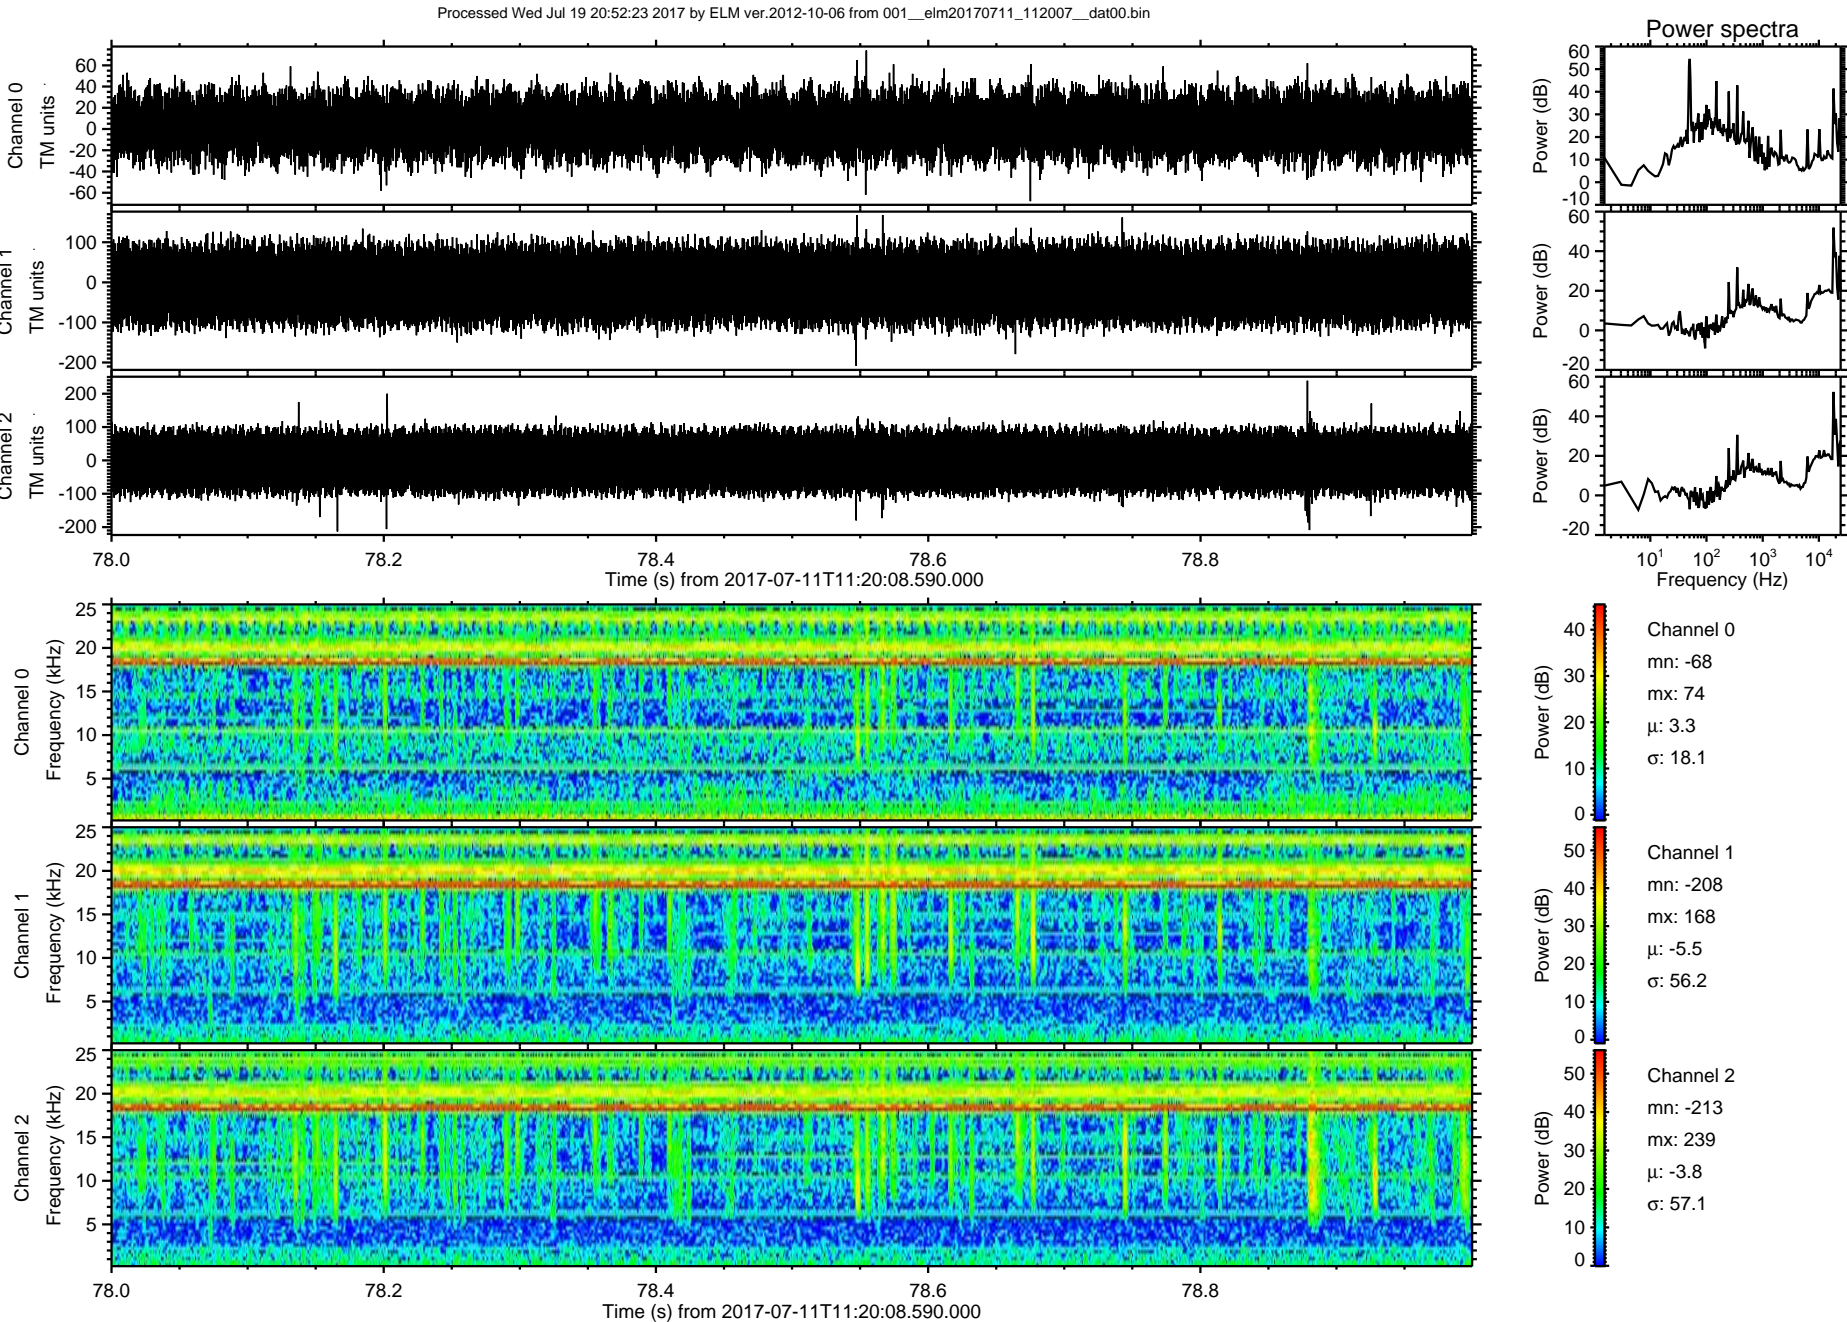 Processed Wed Jul 19 20:52:23 2017 by ELM ver.2012-10-06 from 001__elm20170711_112007__dat00.bin
Power spectra
Channel 0
TM units
60
40
20
0
-20
-40
-60
Power (dB)
60
50
40
30
20
10
0
-10
Channel 1
TM units
100
0
-100
-200
Power (dB)
60
40
20
0
-20
Channel 2
TM units
200
100
0
-100
-200
Power (dB)
60
40
20
0
-20
78.0 78.2 78.4 78.6 78.8
Time (s) from 2017-07-11T11:20:08.590.000
10^1 10^2 10^3 10^4
Frequency (Hz)
Channel 0
Frequency (kHz)
25
20
15
10
5
Power (dB)
40
30
20
10
0
Channel 0
mn: -68
mx: 74
μ: 3.3
σ: 18.1
Channel 1
Frequency (kHz)
25
20
15
10
5
Power (dB)
50
40
30
20
10
0
Channel 1
mn: -208
mx: 168
μ: -5.5
σ: 56.2
Channel 2
Frequency (kHz)
25
20
15
10
5
Power (dB)
50
40
30
20
10
0
Channel 2
mn: -213
mx: 239
μ: -3.8
σ: 57.1
78.0 78.2 78.4 78.6 78.8
Time (s) from 2017-07-11T11:20:08.590.000